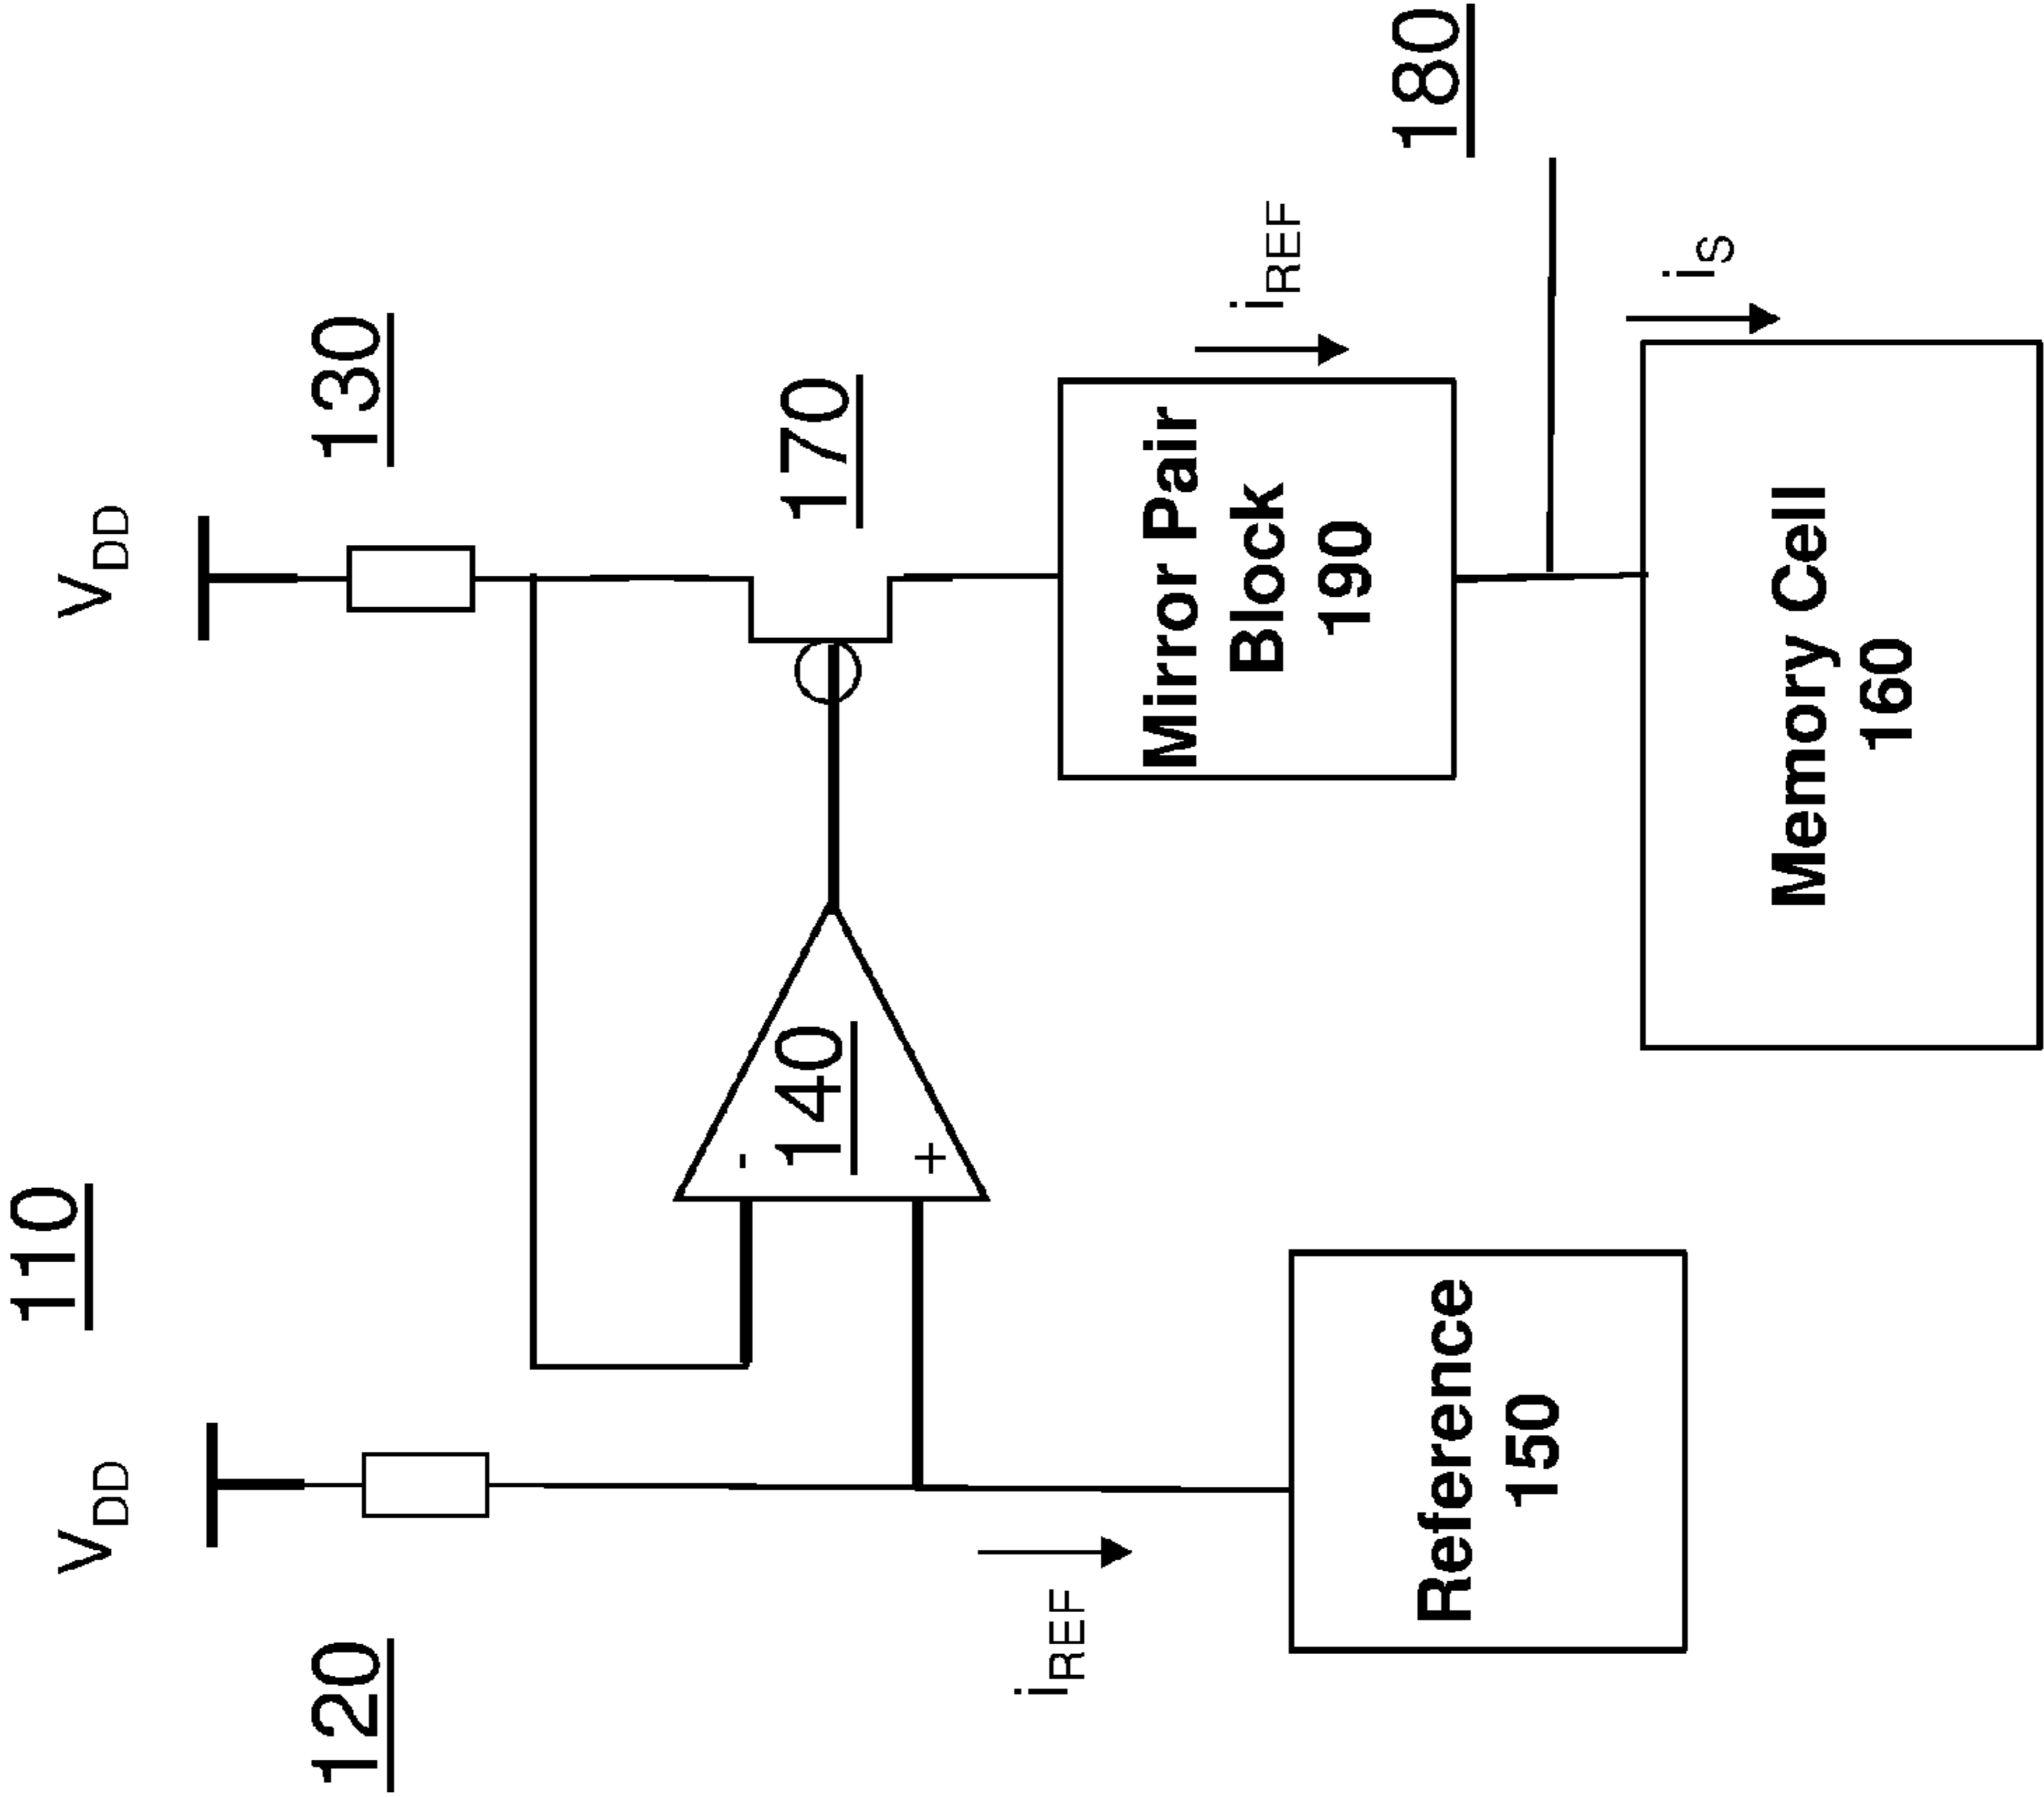 110
V_DD
V_DD
120
130
140
-
+
170
i_REF
Mirror Pair
Block
190
i_REF
180
Reference
150
i_S
Memory Cell
160